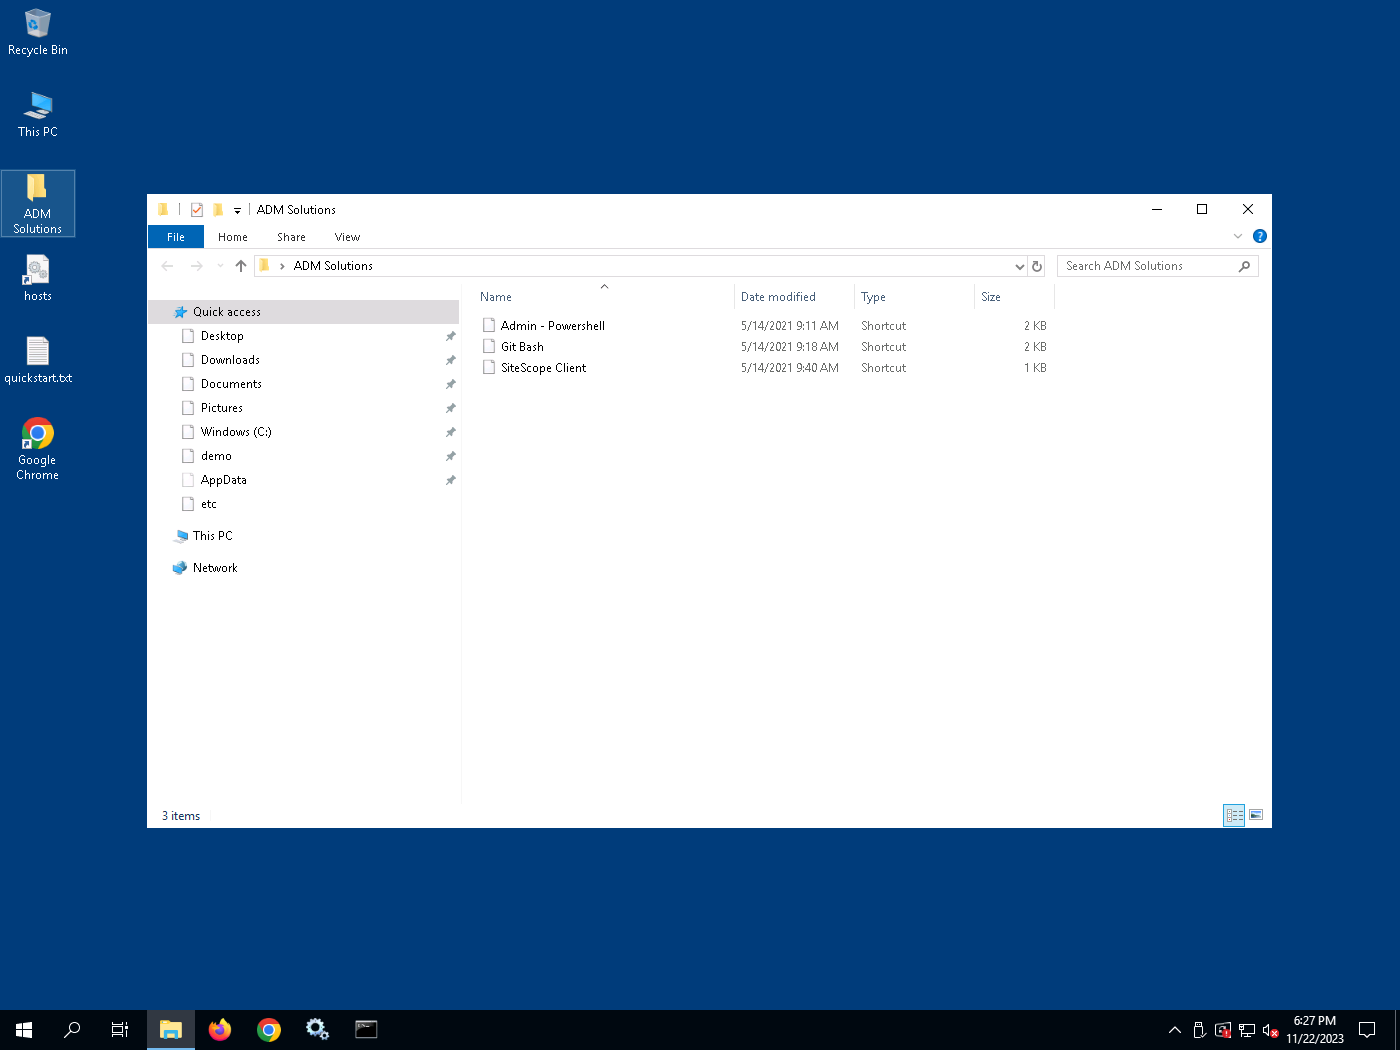 Recycle Bin
This PC
ADM
Solutions
hosts
quickstart.txt
Google
Chrome
ADM Solutions
File Home Share View
ADM Solutions
Search ADM Solutions
Name Date modified Type Size
Admin - Powershell 5/14/2021 9:11 AM Shortcut 2 KB
Git Bash 5/14/2021 9:18 AM Shortcut 2 KB
SiteScope Client 5/14/2021 9:40 AM Shortcut 1 KB
Quick access
Desktop
Downloads
Documents
Pictures
Windows (C:)
demo
AppData
etc
This PC
Network
3 items
6:27 PM
11/22/2023